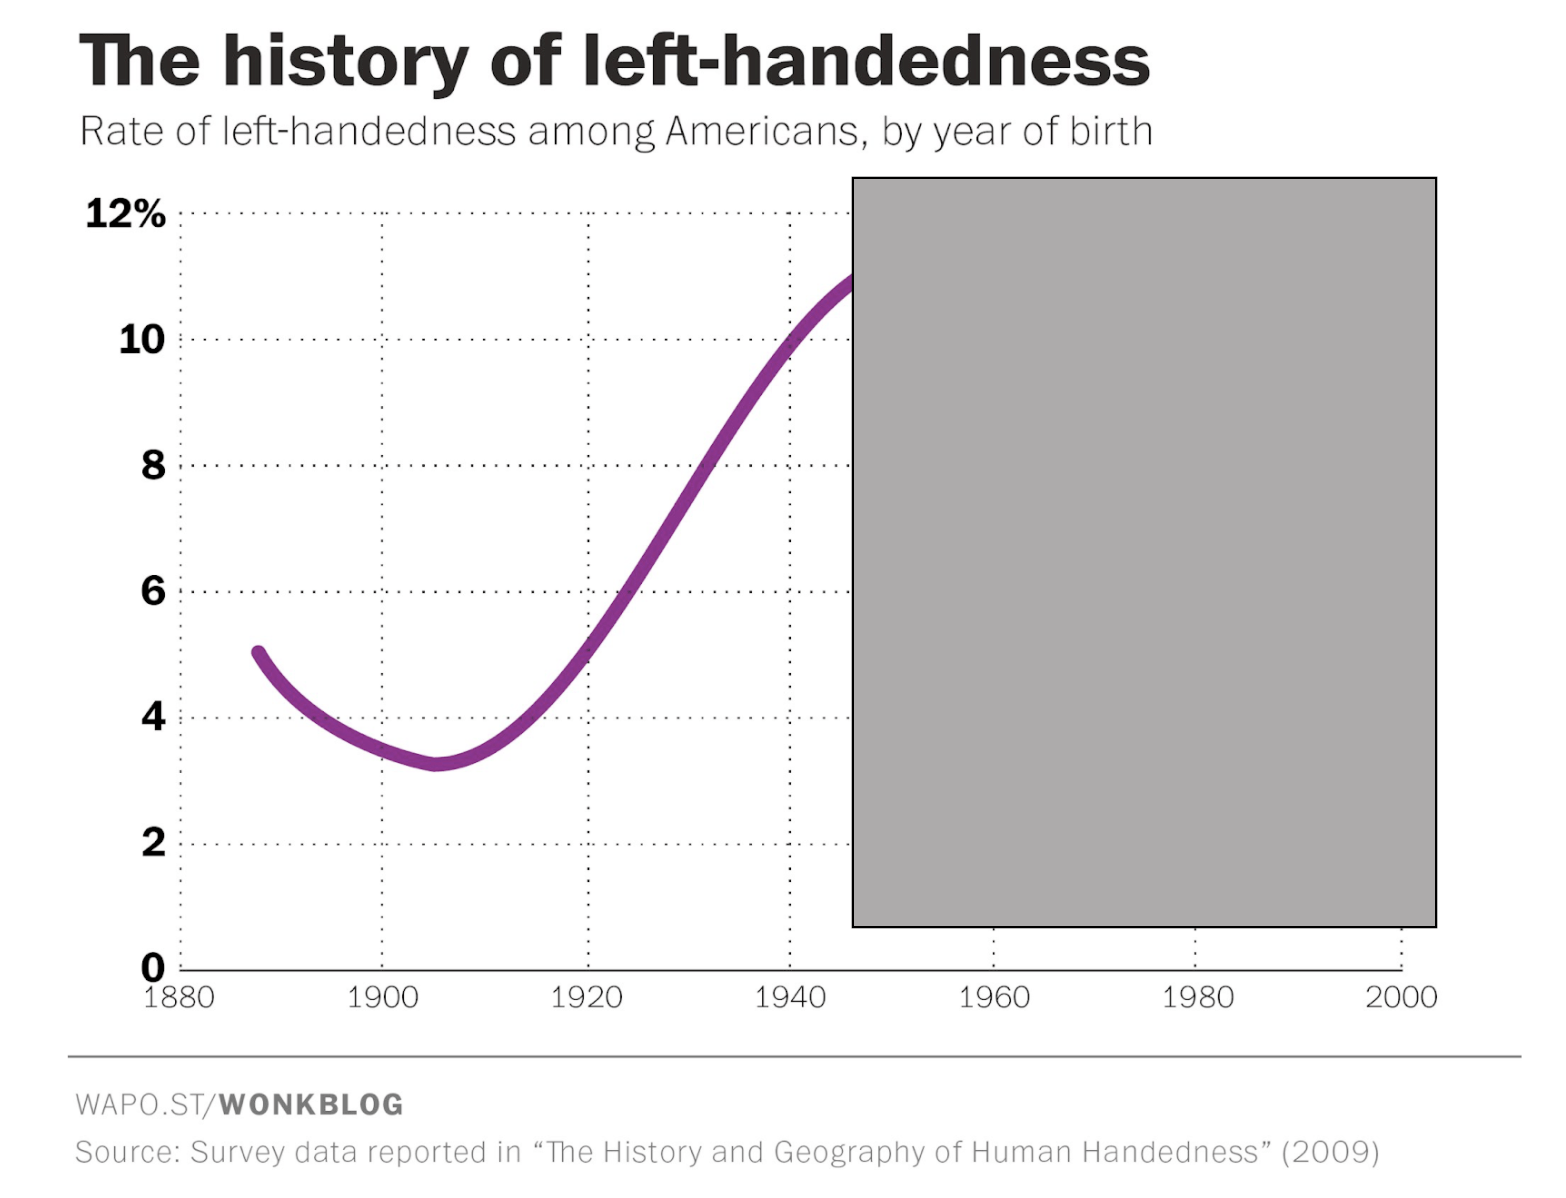 The history of left-handedness
Rate of left-handedness among Americans, by year of birth
12%
10
8
6
4
2
0
1880 1900 1920 1940 1960 1980 2000
WAPO.ST/WONKBLOG
Source: Survey data reported in “The History and Geography of Human Handedness” (2009)